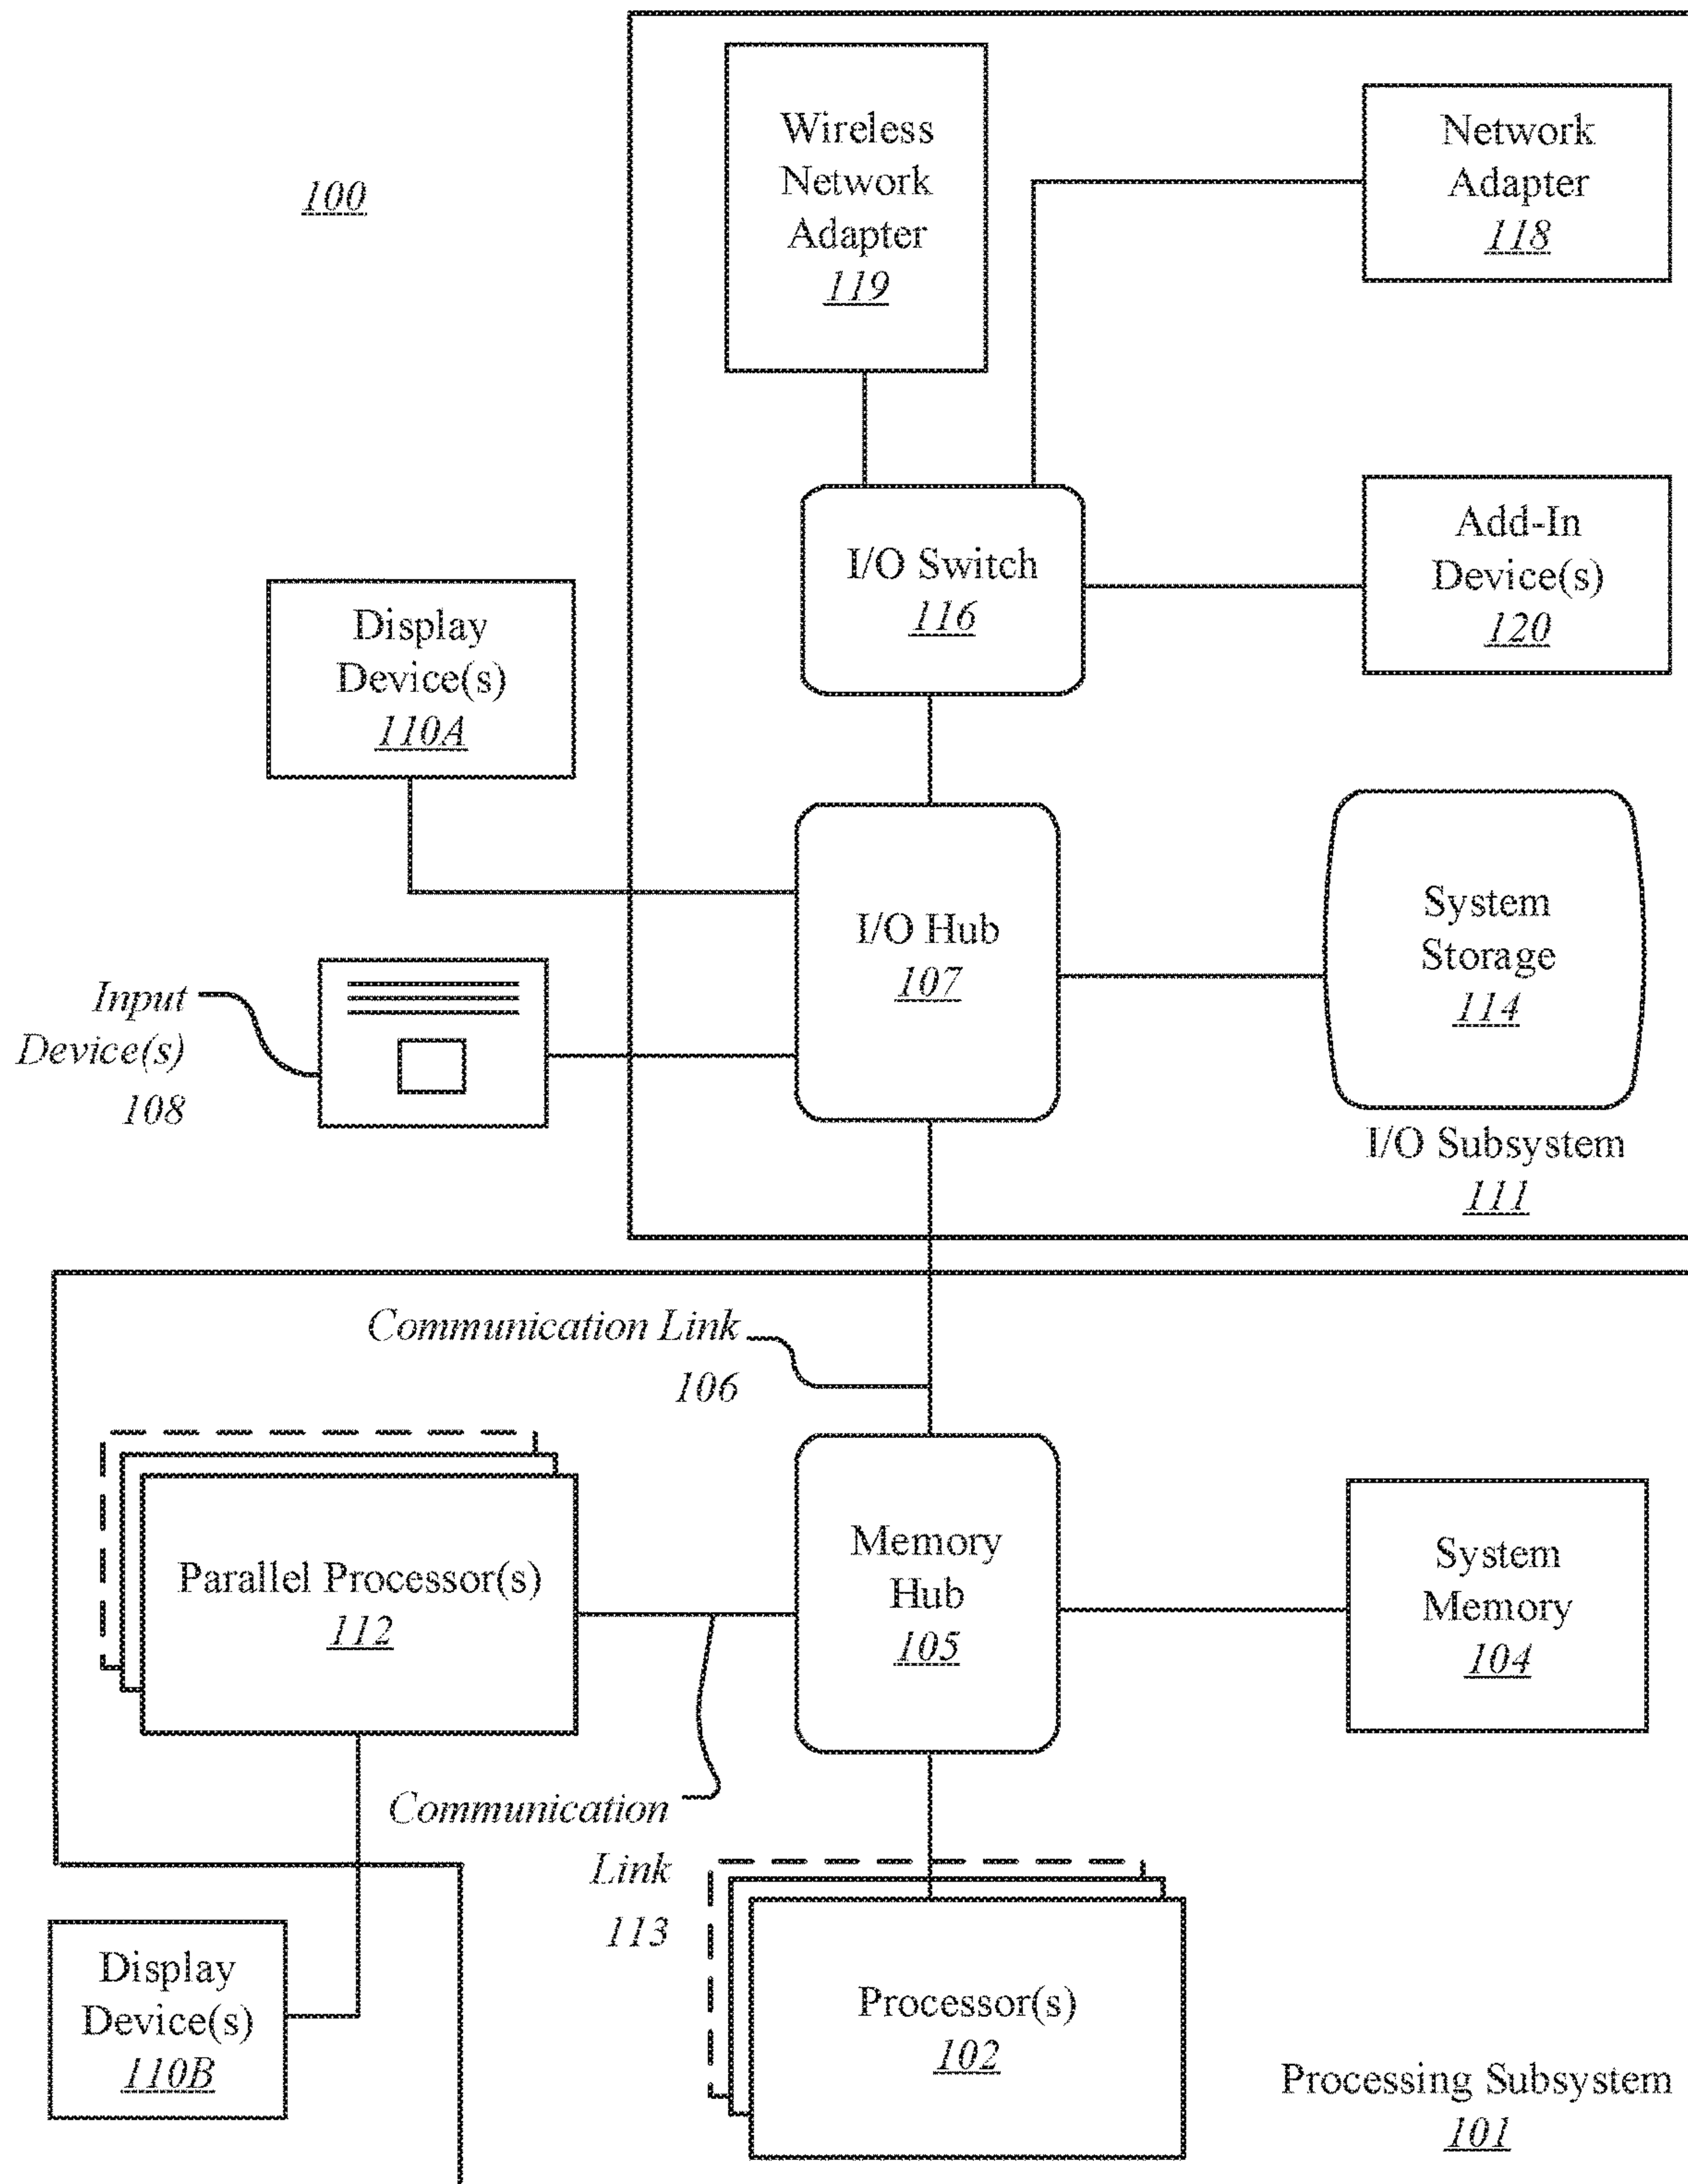 100
Wireless
Network
Adapter
119
Network
Adapter
118
I/O Switch
116
Add-In
Device(s)
120
Display
Device(s)
110A
I/O Hub
107
System
Storage
114
Input
Device(s)
108
I/O Subsystem
111
Communication Link
106
Parallel Processor(s)
112
Memory
Hub
105
System
Memory
104
Communication
Link
113
Display
Device(s)
110B
Processor(s)
102
Processing Subsystem
101